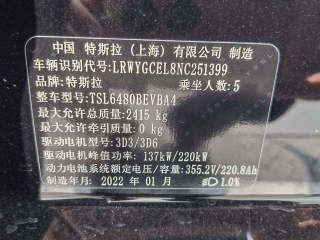 中国 特斯拉（上海）有限公司 制造
车辆识别代号:LRWYGCEL8NC251399
品牌:特斯拉 乘坐人数:5
整车型号:TSL6480BEVBA4
最大允许总质量:2415 kg
最大允许牵引质量:0 kg
驱动电机型号:3D3/3D6
驱动电机峰值功率:137kW/220kW
动力电池系统额定电压/容量:355.2V/220.8Ah
制造年月:2022 年 01 月 1.0%